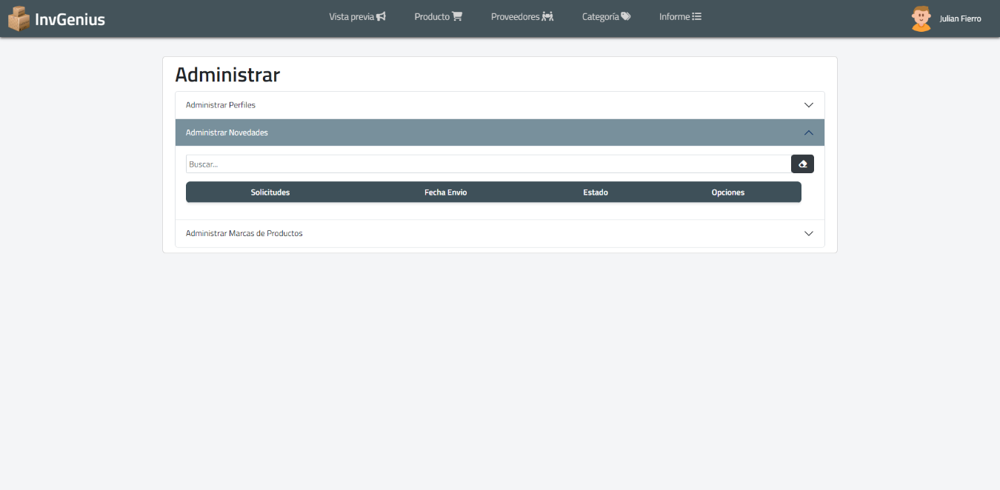 InvGenius
Vista previa
Producto
Proveedores
Categoría
Informe
Julian Fierro
Administrar
Administrar Perfiles
Administrar Novedades
Buscar...
Solicitudes Fecha Envio Estado Opciones
Administrar Marcas de Productos